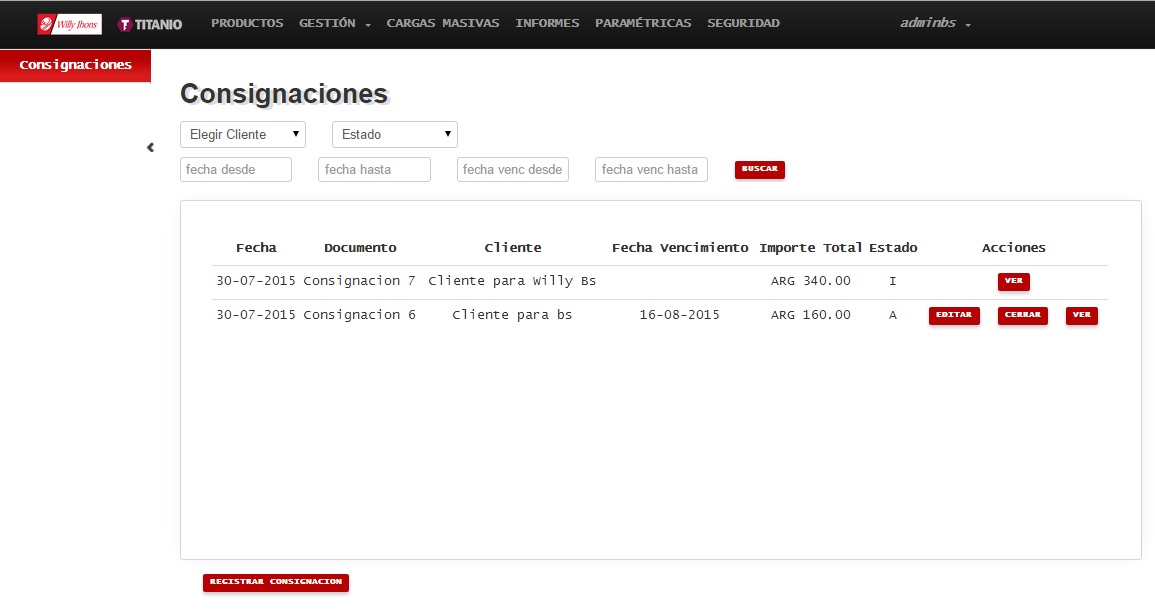 Willy Jhons TITANIO PRODUCTOS GESTIÓN CARGAS MASIVAS INFORMES PARAMÉTRICAS SEGURIDAD adminbs
Consignaciones
Consignaciones
Elegir Cliente Estado
fecha desde fecha hasta fecha venc desde fecha venc hasta BUSCAR
Fecha Documento Cliente Fecha Vencimiento Importe Total Estado Acciones
30-07-2015 Consignacion 7 Cliente para Willy Bs ARG 340.00 I VER
30-07-2015 Consignacion 6 Cliente para bs 16-08-2015 ARG 160.00 A EDITAR CERRAR VER
REGISTRAR CONSIGNACION